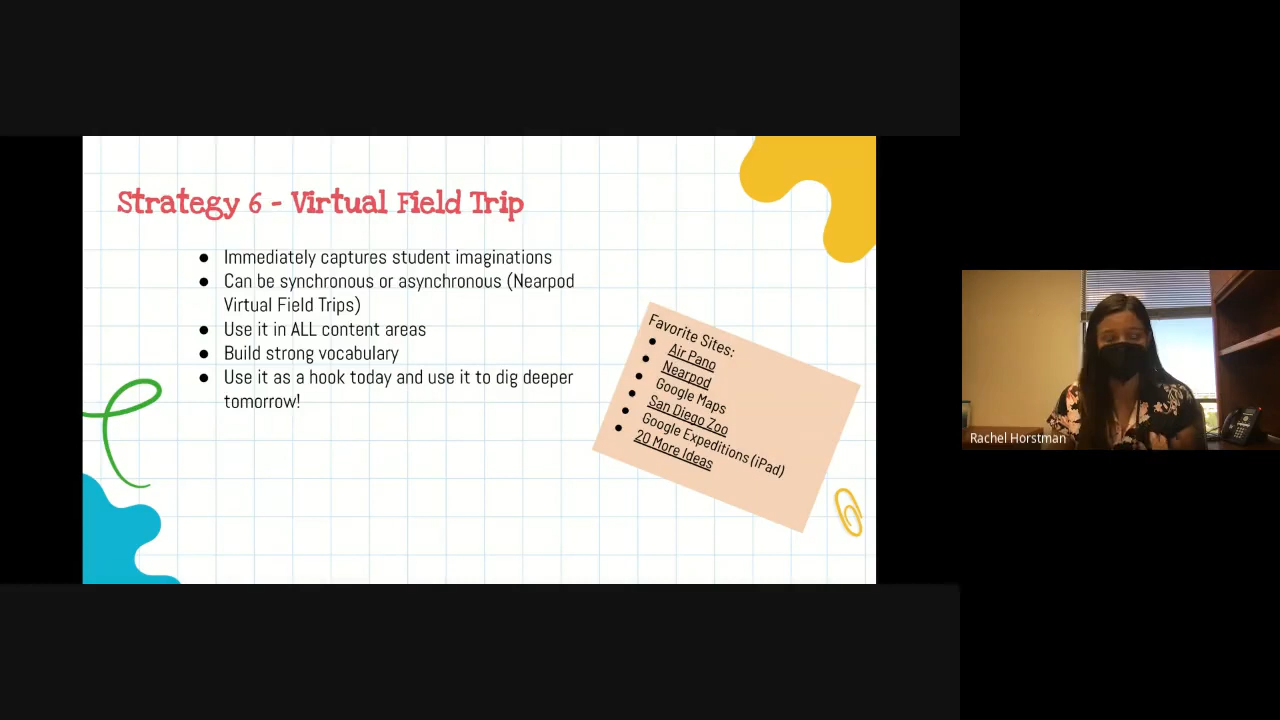 Strategy 6 - Virtual Field Trip
● Immediately captures student imaginations
● Can be synchronous or asynchronous (Nearpod
Virtual Field Trips)
● Use it in ALL content areas
● Build strong vocabulary
● Use it as a hook today and use it to dig deeper
tomorrow!
Favorite Sites:
● Air Pano
● Nearpod
● Google Maps
● San Diego Zoo
● Google Expeditions (iPad)
● 20 More Ideas
Rachel Horstman